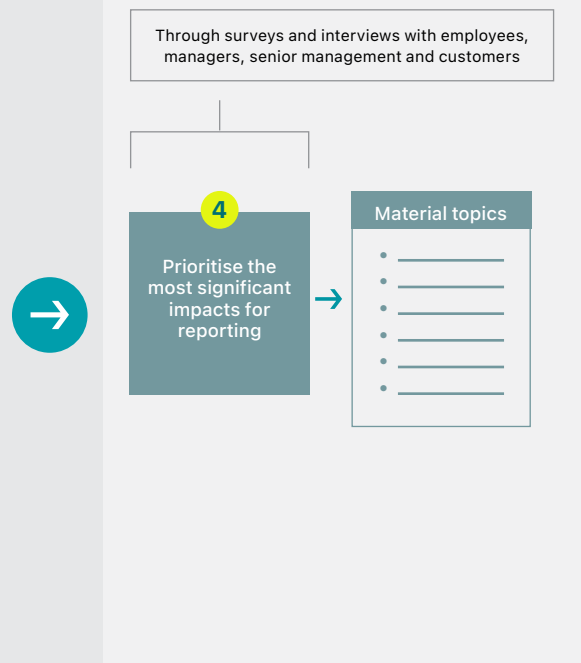 Through surveys and interviews with employees,
managers, senior management and customers
4
Prioritise the
most significant
impacts for
reporting
Material topics